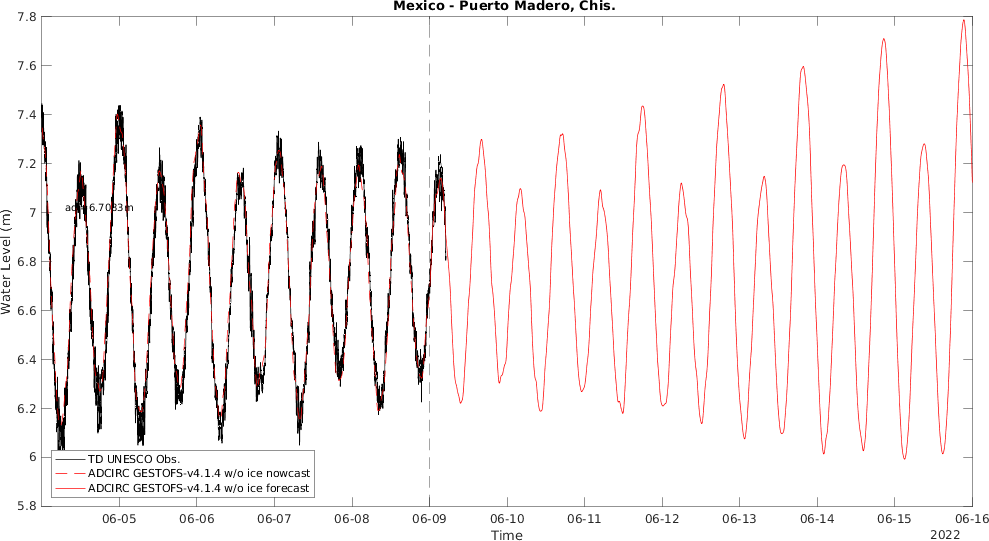 Mexico - Puerto Madero, Chis.
7.8
7.6
7.4
7.2
7
6.8
6.6
6.4
6.2
6
5.8
Water Level (m)
6.7083m
TD UNESCO Obs.
ADCIRC GESTOFS-v4.1.4 w/o ice nowcast
ADCIRC GESTOFS-v4.1.4 w/o ice forecast
06-05 06-06 06-07 06-08 06-09 06-10 06-11 06-12 06-13 06-14 06-15 06-16
Time
2022